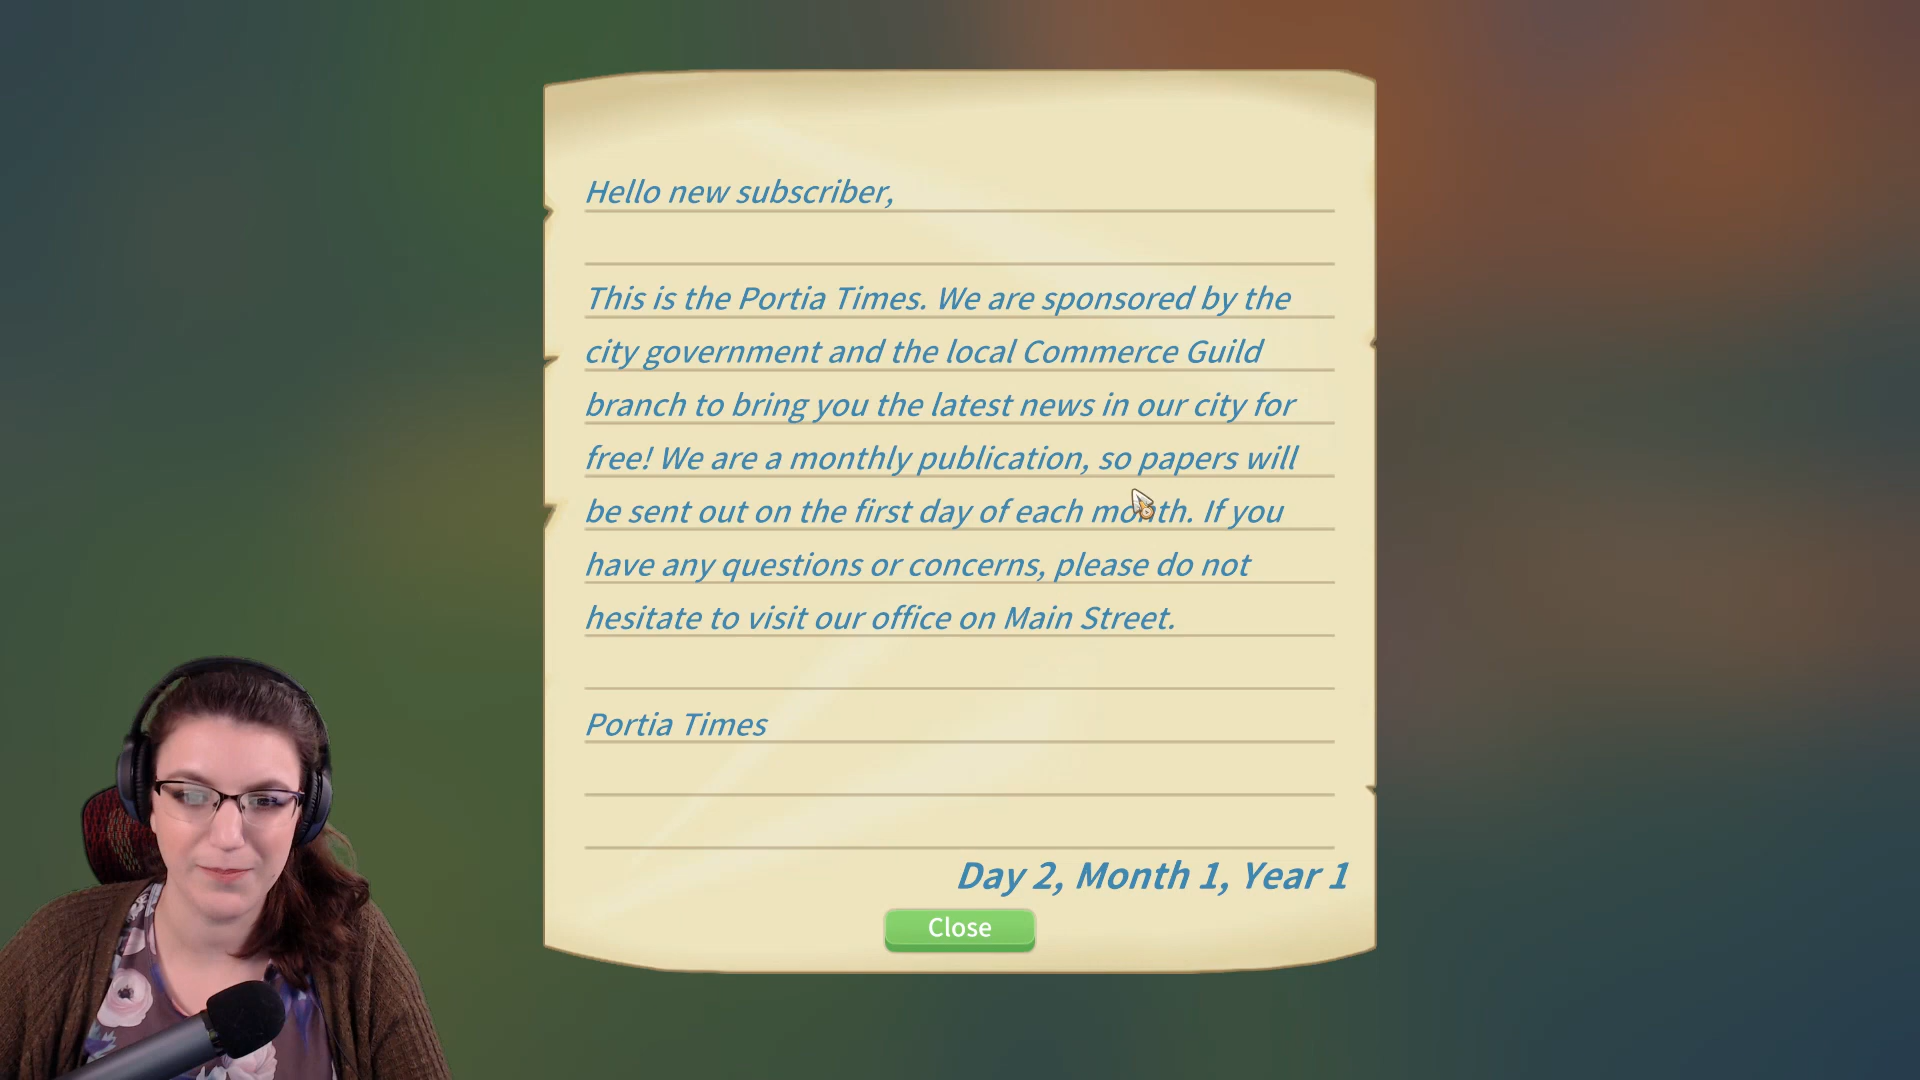 Hello new subscriber,
This is the Portia Times. We are sponsored by the
city government and the local Commerce Guild
branch to bring you the latest news in our city for
free! We are a monthly publication, so papers will
be sent out on the first day of each month. If you
have any questions or concerns, please do not
hesitate to visit our office on Main Street.
Portia Times
Day 2, Month 1, Year 1
Close